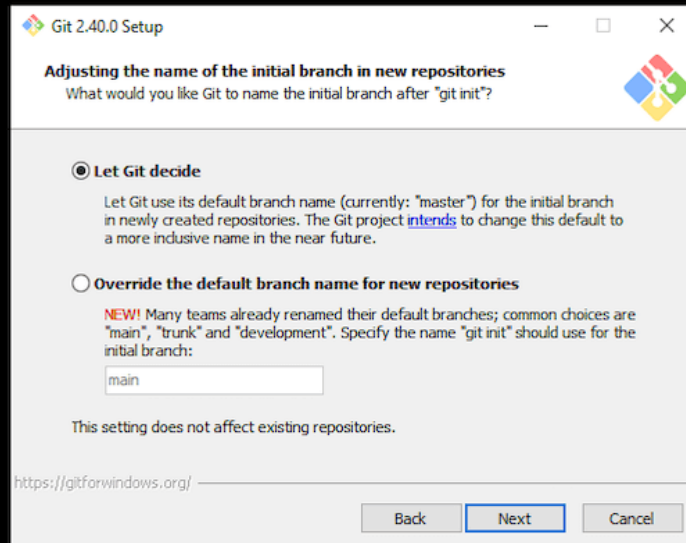 Git 2.40.0 Setup
Adjusting the name of the initial branch in new repositories
What would you like Git to name the initial branch after "git init"?
Let Git decide
Let Git use its default branch name (currently: "master") for the initial branch
in newly created repositories. The Git project intends to change this default to
a more inclusive name in the near future.
Override the default branch name for new repositories
NEW! Many teams already renamed their default branches; common choices are
"main", "trunk" and "development". Specify the name "git init" should use for the
initial branch:
main
This setting does not affect existing repositories.
https://gitforwindows.org/
Back Next Cancel